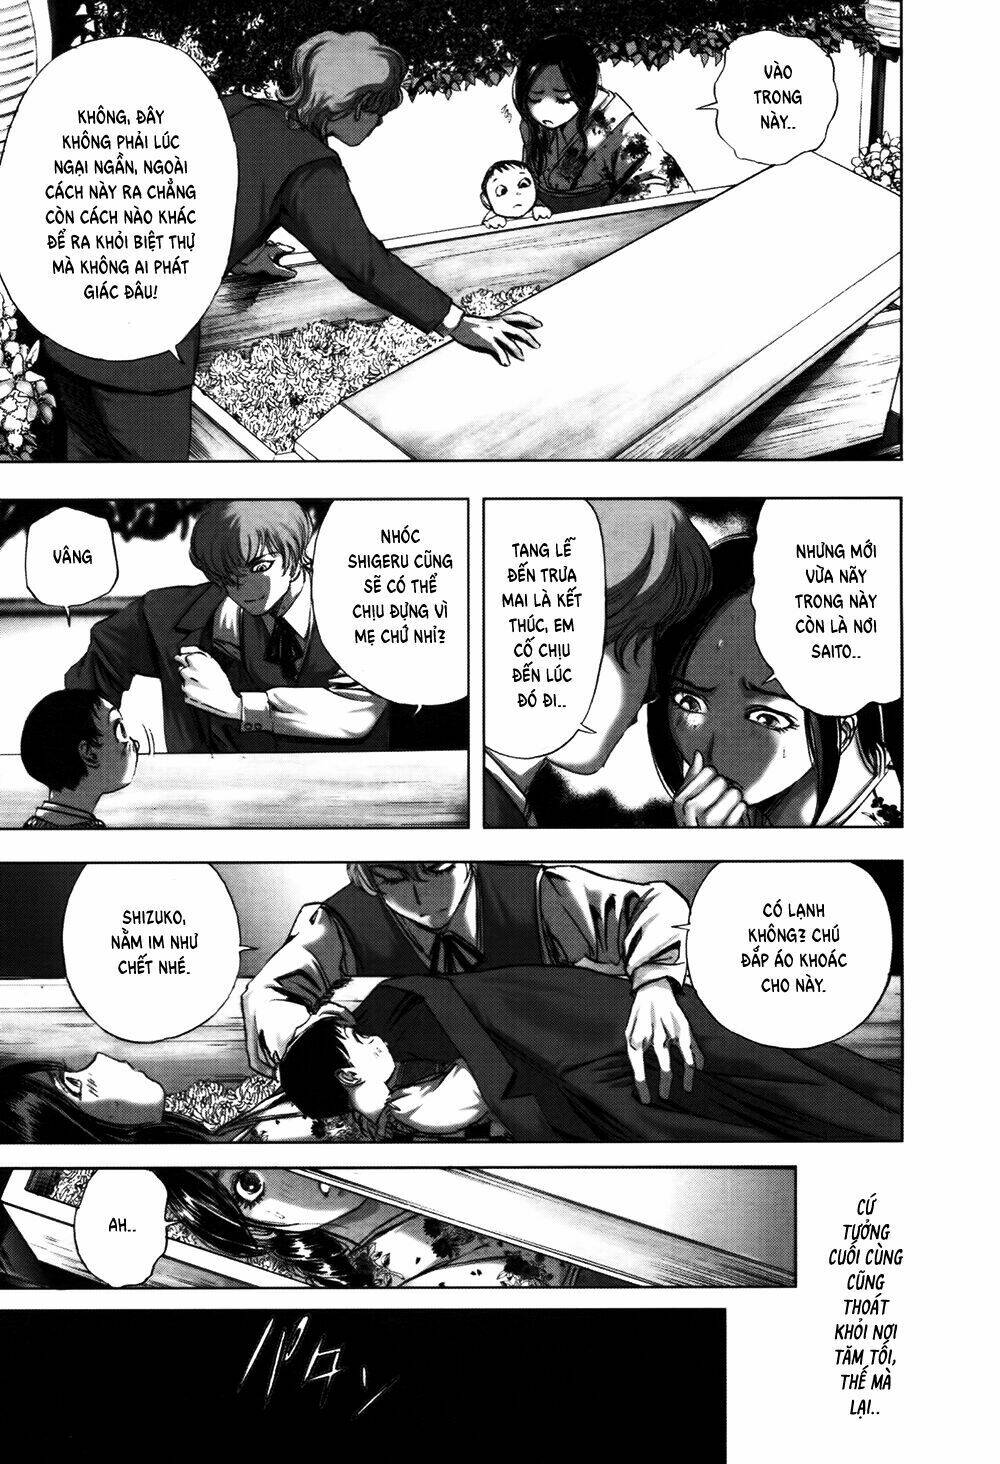 VÀO
TRONG
NÀY..
KHÔNG, ĐÂY
KHÔNG PHẢI LÚC
NGẠI NGẦN, NGOÀI
CÁCH NÀY RA CHẲNG
CÒN CÁCH NÀO KHÁC
ĐỂ RA KHỎI BIỆT THỰ
MÀ KHÔNG AI PHÁT
GIÁC ĐÂU!
NHƯNG MỚI
VỪA NÃY
TRONG NÀY
CÒN LÀ NƠI
SAITO..
TANG LỄ
ĐẾN TRƯA
MAI LÀ KẾT
THÚC, EM
CỐ CHỊU
ĐẾN LÚC
ĐÓ ĐI..
NHÓC
SHIGERU CŨNG
SẼ CÓ THỂ
CHỊU ĐỰNG VÌ
MẸ CHỨ NHỈ?
VÂNG
CÓ LẠNH
KHÔNG? CHÚ
ĐẮP ÁO KHOÁC
CHO NÀY.
SHIZUKO,
NẰM IM NHƯ
CHẾT NHÉ.
AH..
CỨ
TƯỞNG
CUỐI CÙNG
CŨNG
THOÁT
KHỎI NƠI
TĂM TỐI,
THẾ MÀ
LẠI..
パタン